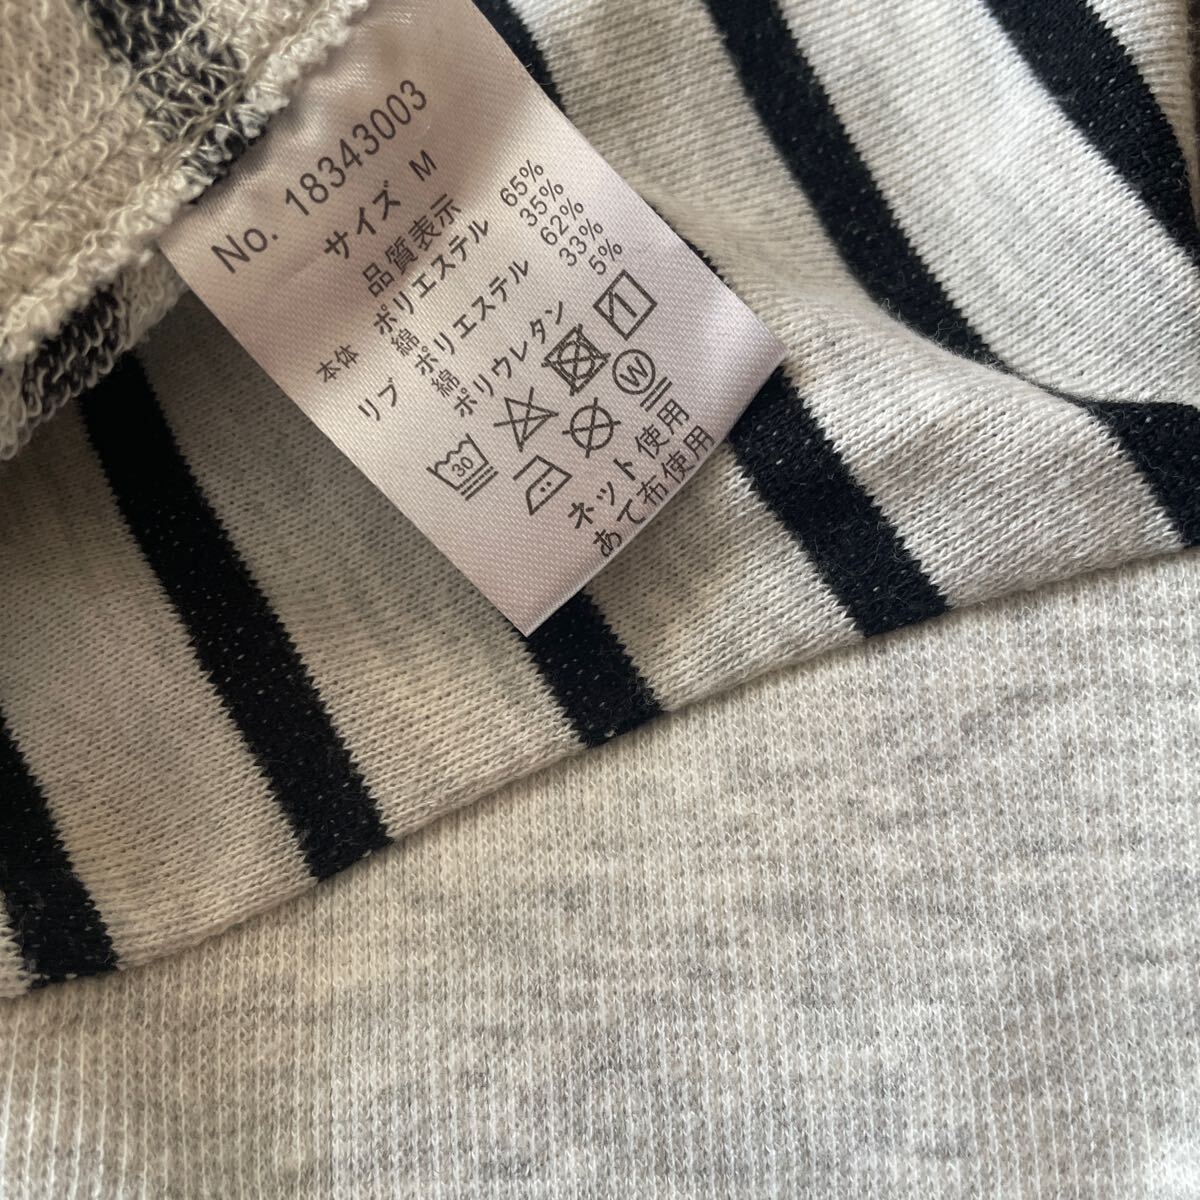 No. 18343003
サイズ M
品質表示
本体 ポリエステル 65%
綿 35%
リブ ポリエステル 62%
綿 33%
ポリウレタン 5%
30 W
ネット使用
あて布使用